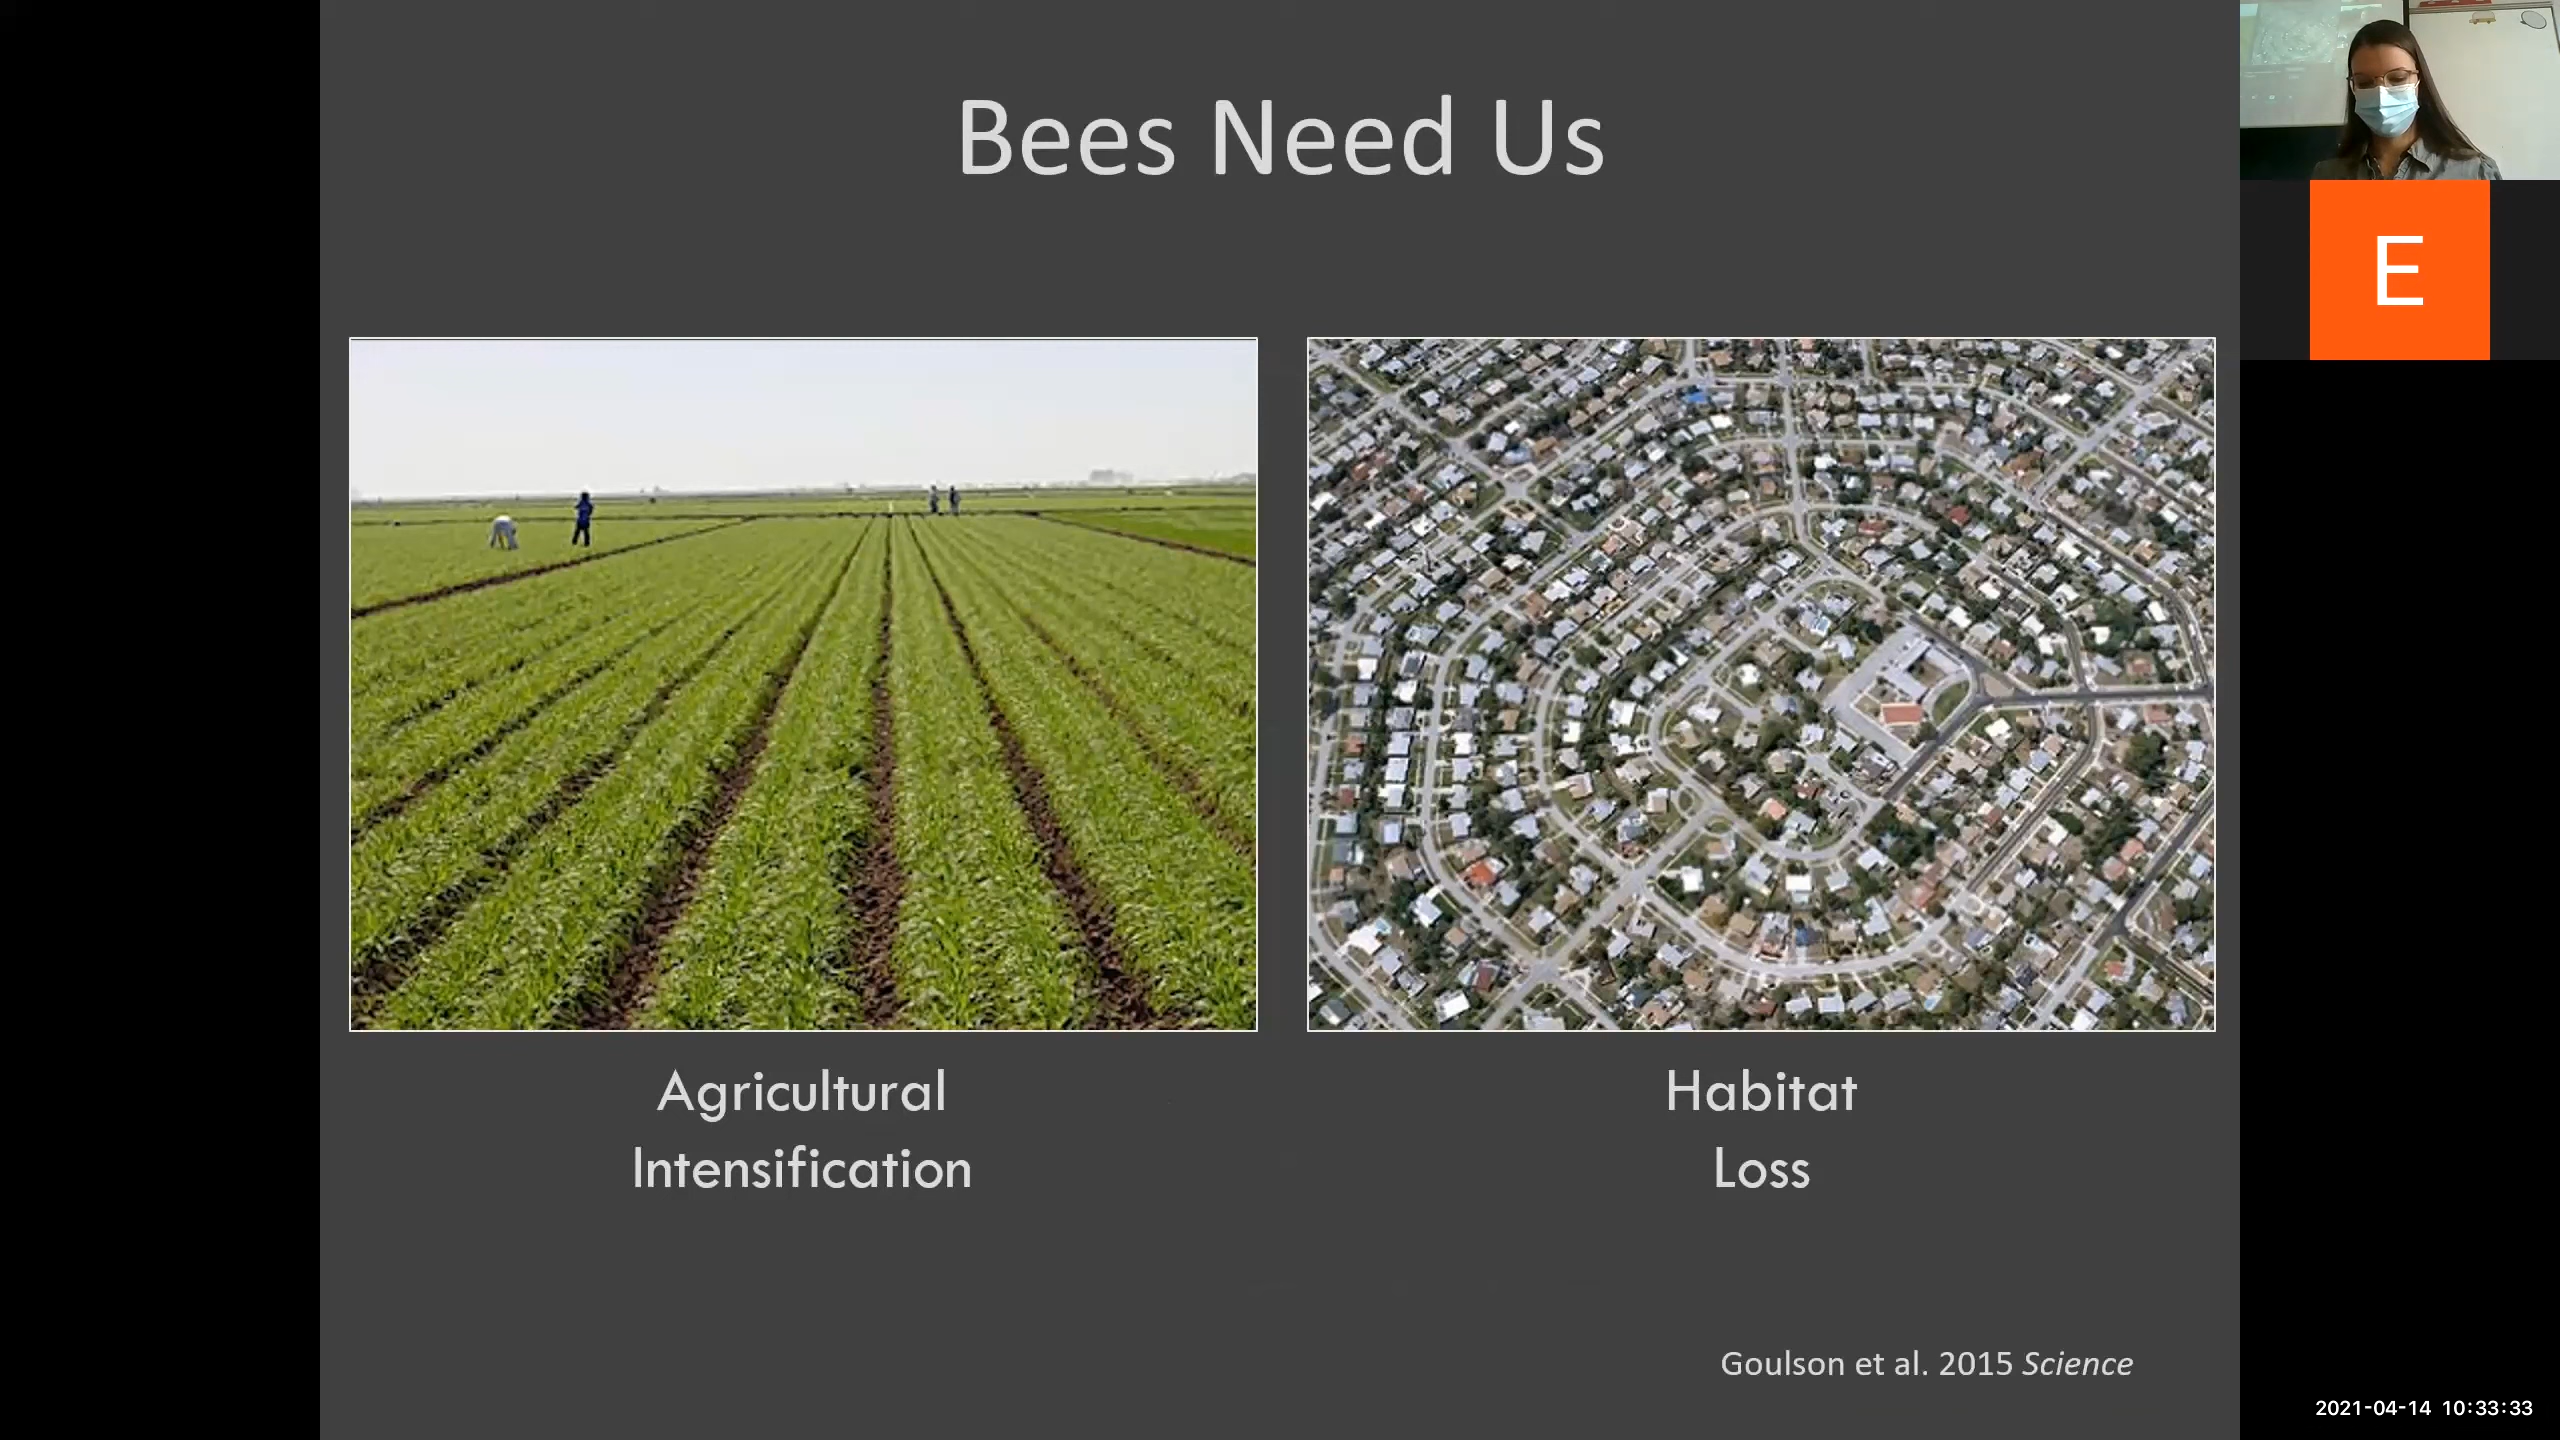 Bees Need Us
E
Agricultural
Intensification
Habitat
Loss
Goulson et al. 2015 Science
2021-04-14 10:33:33